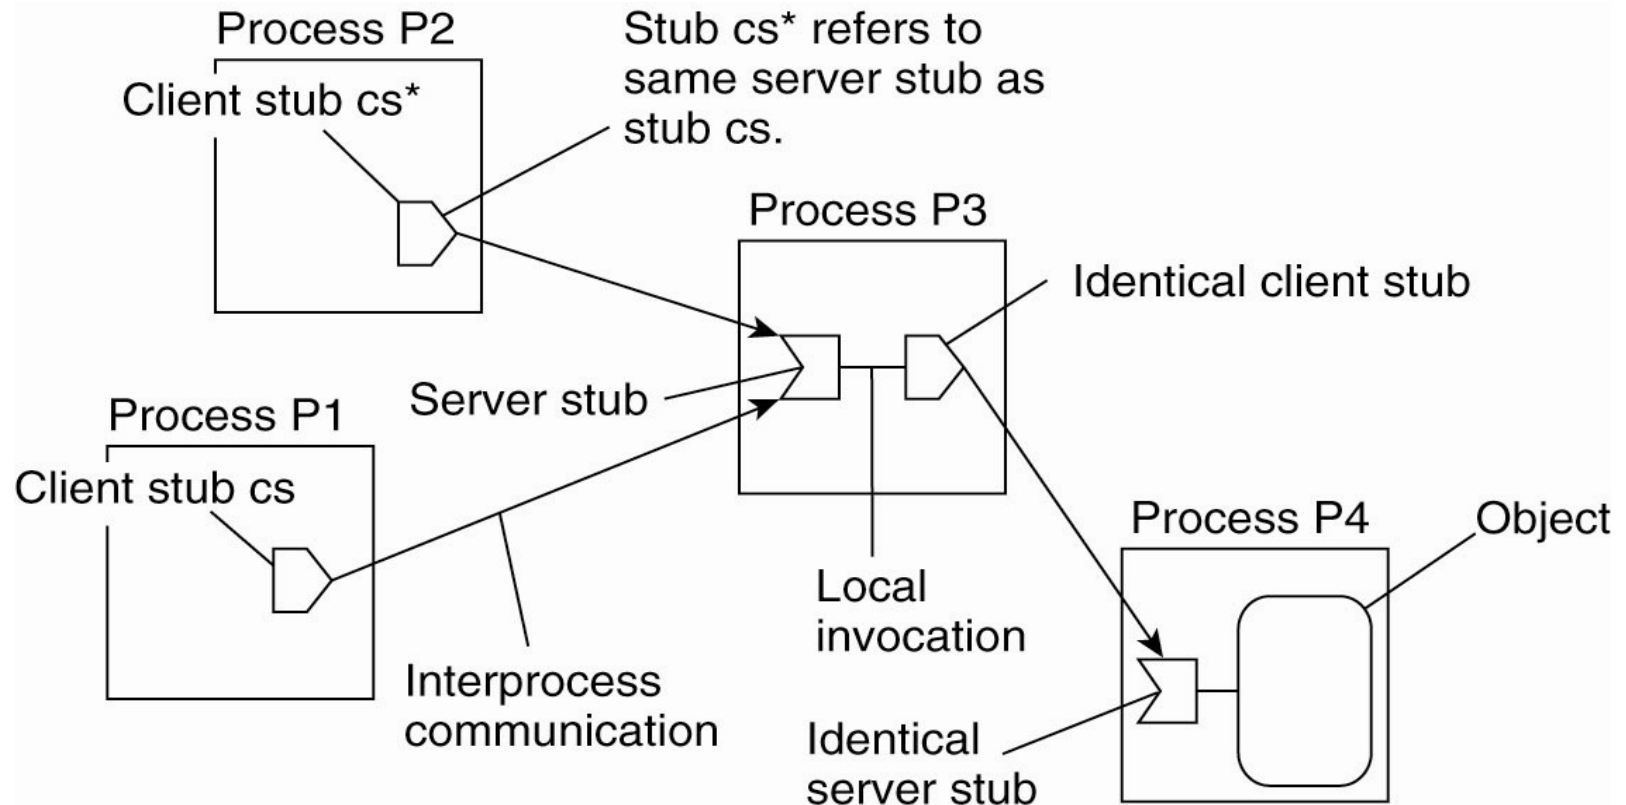 Process P2
Client stub cs*
Stub cs* refers to
same server stub as
stub cs.
Process P3
Identical client stub
Server stub
Process P1
Client stub cs
Interprocess
communication
Local
invocation
Process P4
Object
Identical
server stub